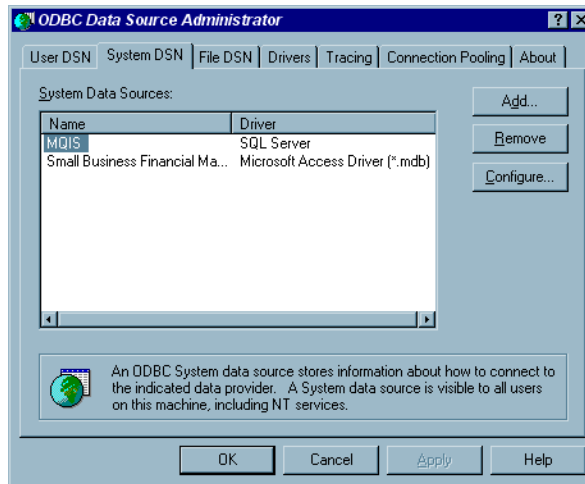 ODBC Data Source Administrator
User DSN System DSN File DSN Drivers Tracing Connection Pooling About
System Data Sources:
Add...
Name Driver
MQIS SQL Server
Remove
Small Business Financial Ma... Microsoft Access Driver (*.mdb)
Configure...
An ODBC System data source stores information about how to connect to
the indicated data provider. A System data source is visible to all users
on this machine, including NT services.
OK Cancel Apply Help